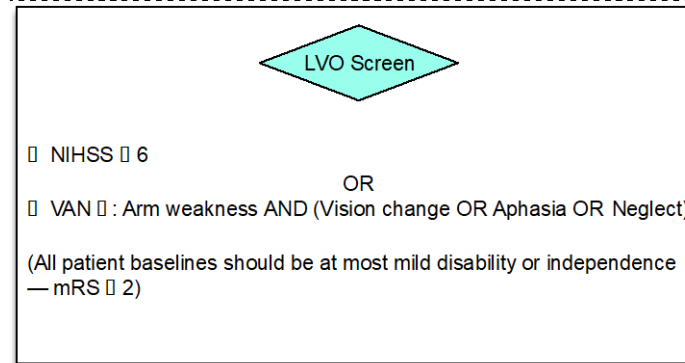 LVO Screen
▯ NIHSS ▯ 6
OR
▯ VAN ▯ : Arm weakness AND (Vision change OR Aphasia OR Neglect)
(All patient baselines should be at most mild disability or independence
— mRS ▯ 2)